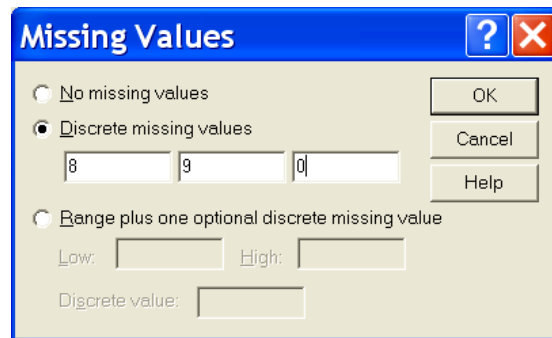 Missing Values ?
No missing values OK
Discrete missing values Cancel
8 9 0 Help
Range plus one optional discrete missing value
Low: High:
Discrete value: